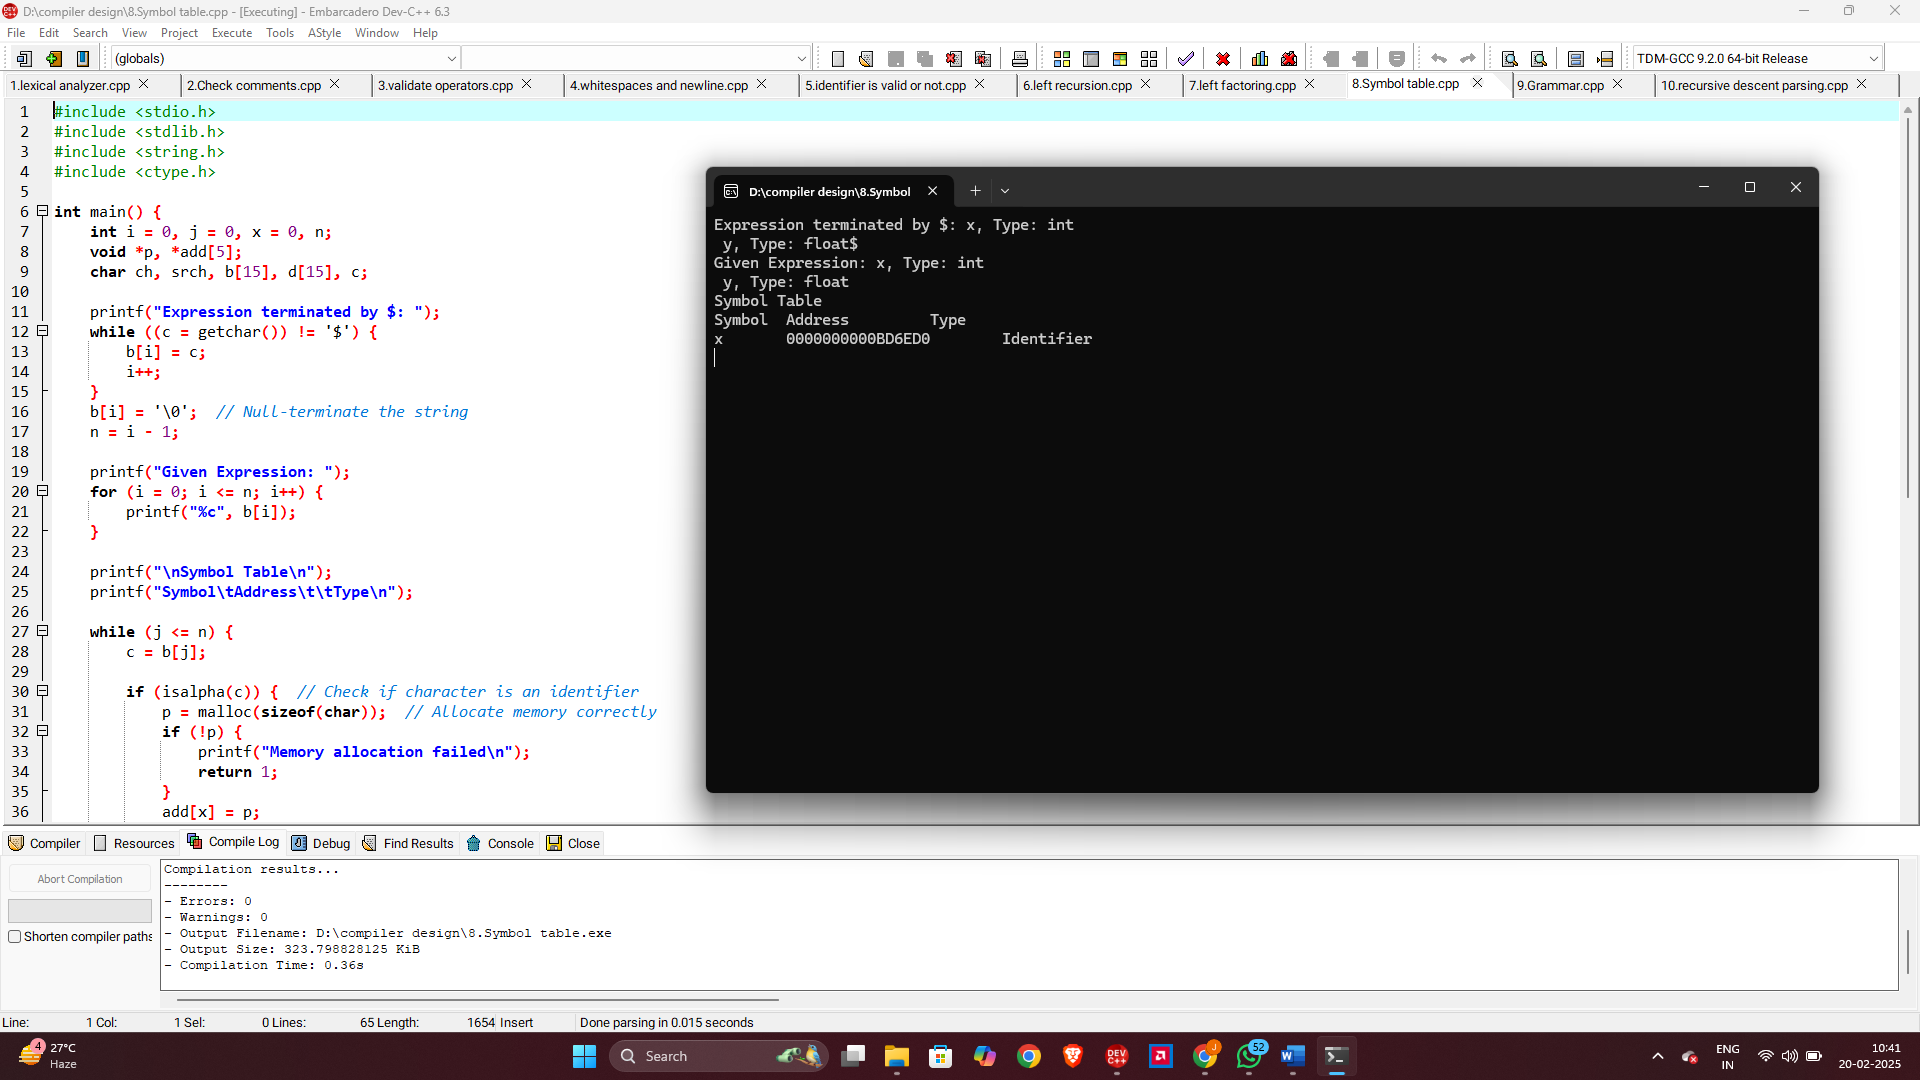 D:\compiler design\8.Symbol table.cpp - [Executing] - Embarcadero Dev-C++ 6.3
File Edit Search View Project Execute Tools AStyle Window Help
(globals)
TDM-GCC 9.2.0 64-bit Release
1.lexical analyzer.cpp 2.Check comments.cpp 3.validate operators.cpp 4.whitespaces and newline.cpp 5.identifier is valid or not.cpp 6.left recursion.cpp 7.left factoring.cpp 8.Symbol table.cpp 9.Grammar.cpp 10.recursive descent parsing.cpp
1 #include <stdio.h>
2 #include <stdlib.h>
3 #include <string.h>
4 #include <ctype.h>
5
6 int main() {
7 int i = 0, j = 0, x = 0, n;
8 void *p, *add[5];
9 char ch, srch, b[15], d[15], c;
10
11 printf("Expression terminated by $: ");
12 while ((c = getchar()) != '$') {
13 b[i] = c;
14 i++;
15 }
16 b[i] = '\0'; // Null-terminate the string
17 n = i - 1;
18
19 printf("Given Expression: ");
20 for (i = 0; i <= n; i++) {
21 printf("%c", b[i]);
22 }
23
24 printf("\nSymbol Table\n");
25 printf("Symbol\tAddress\t\tType\n");
26
27 while (j <= n) {
28 c = b[j];
29
30 if (isalpha(c)) { // Check if character is an identifier
31 p = malloc(sizeof(char)); // Allocate memory correctly
32 if (!p) {
33 printf("Memory allocation failed\n");
34 return 1;
35 }
36 add[x] = p;
D:\compiler design\8.Symbol
Expression terminated by $: x, Type: int
y, Type: float$
Given Expression: x, Type: int
y, Type: float
Symbol Table
Symbol Address Type
x 0000000000BD6ED0 Identifier
Compiler Resources Compile Log Debug Find Results Console Close
Abort Compilation
Shorten compiler paths
Compilation results...
--------
- Errors: 0
- Warnings: 0
- Output Filename: D:\compiler design\8.Symbol table.exe
- Output Size: 323.798828125 KiB
- Compilation Time: 0.36s
Line: 1 Col: 1 Sel: 0 Lines: 65 Length: 1654 Insert Done parsing in 0.015 seconds
4
27°C
Haze
Search
DEV C++
J
52
W
ENG
IN
10:41
20-02-2025